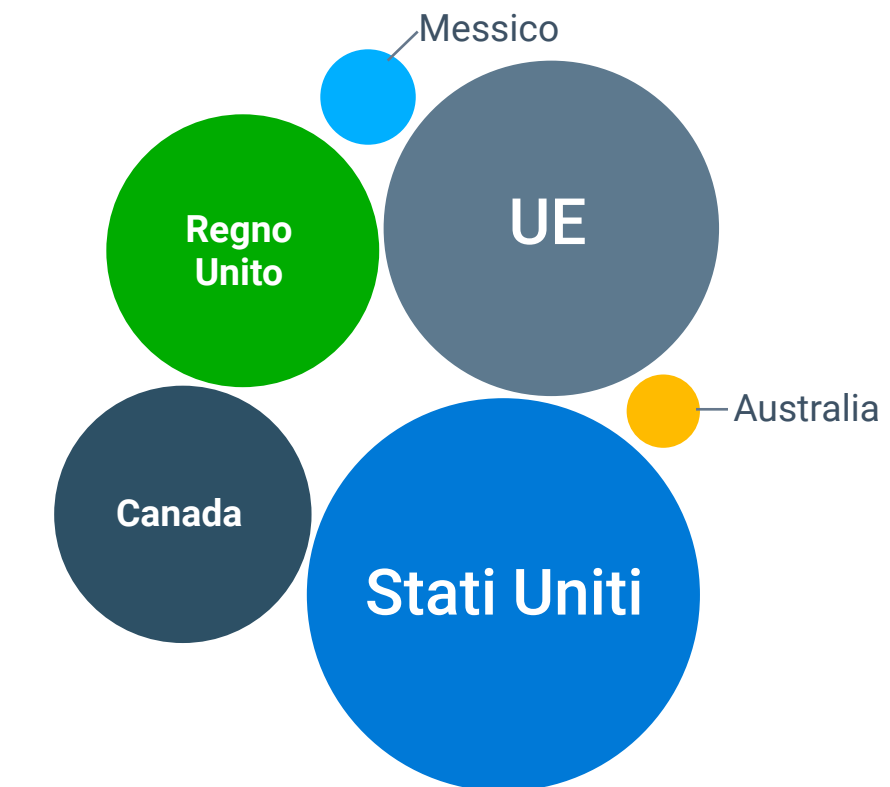 Messico
UE
Regno
Unito
Australia
Canada
Stati Uniti